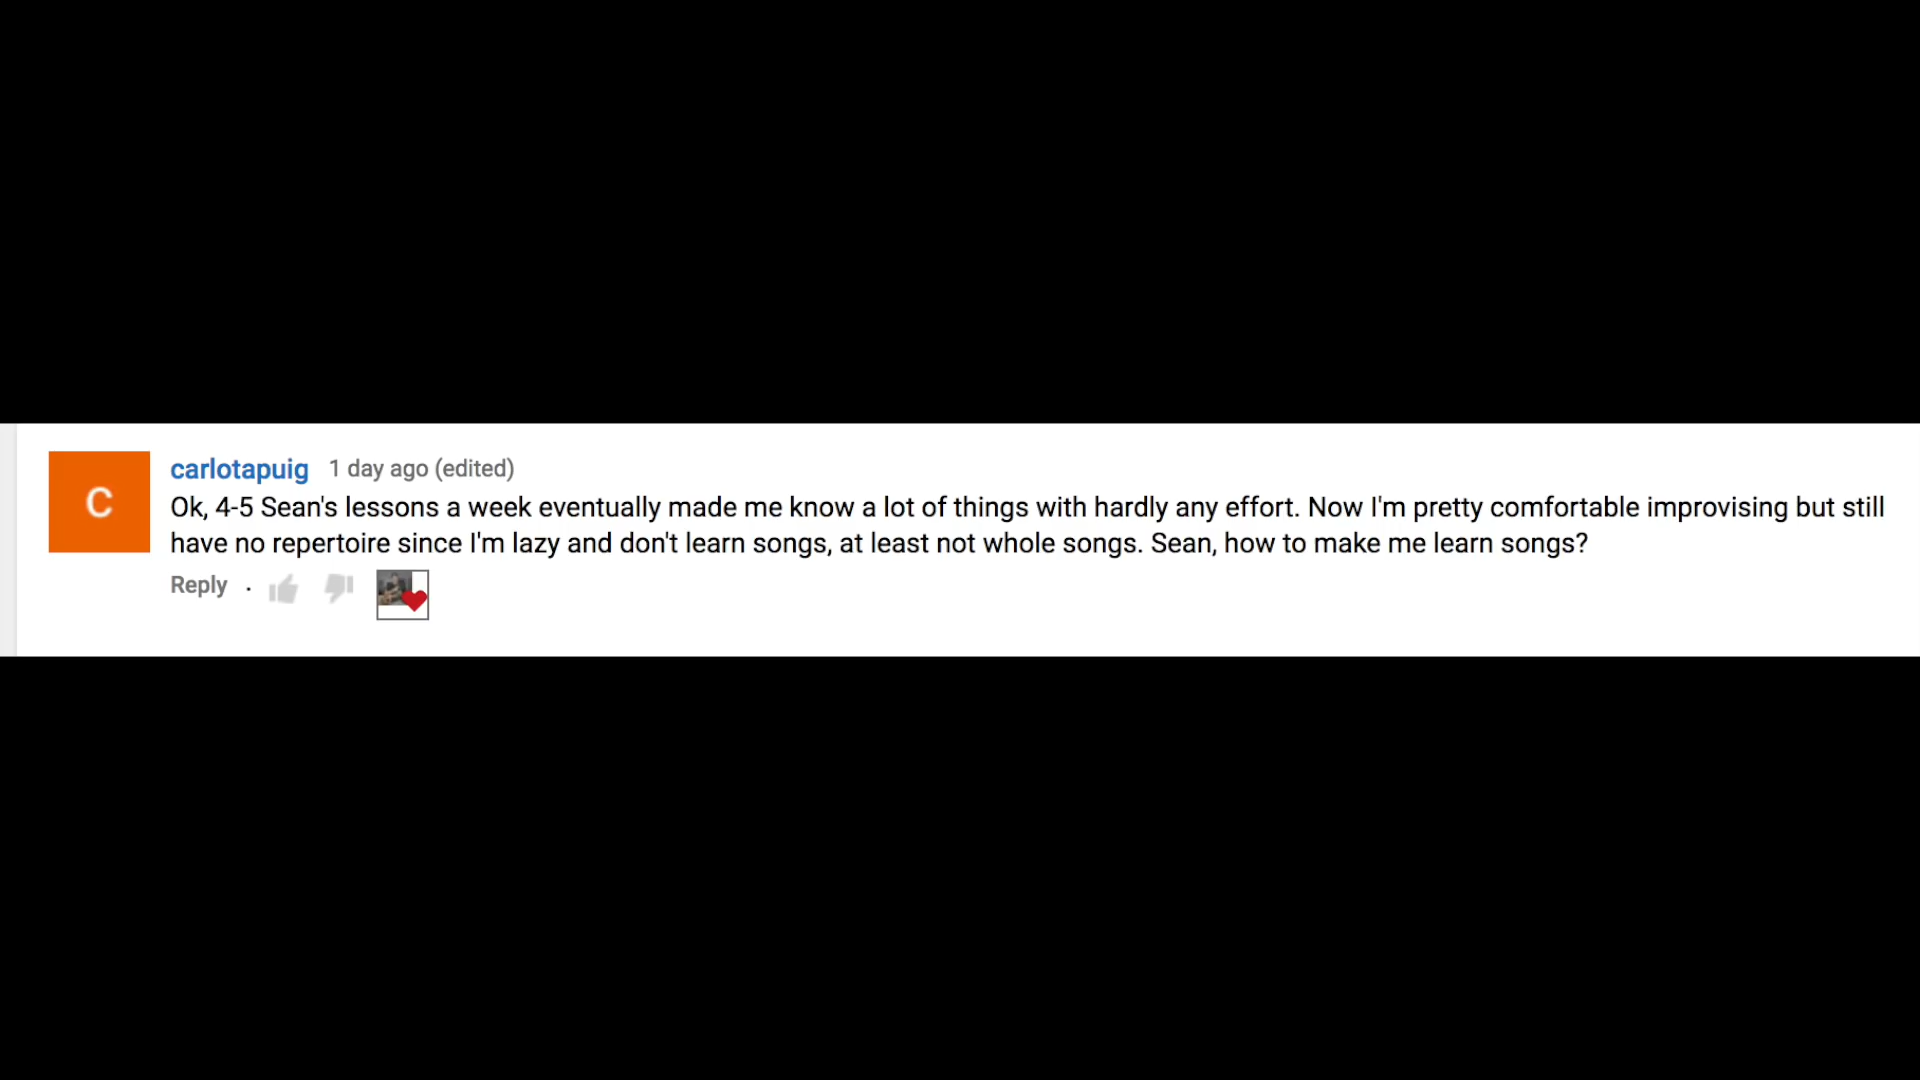 C
carlotapuig 1 day ago (edited)
Ok, 4-5 Sean's lessons a week eventually made me know a lot of things with hardly any effort. Now I'm pretty comfortable improvising but still
have no repertoire since I'm lazy and don't learn songs, at least not whole songs. Sean, how to make me learn songs?
Reply ·